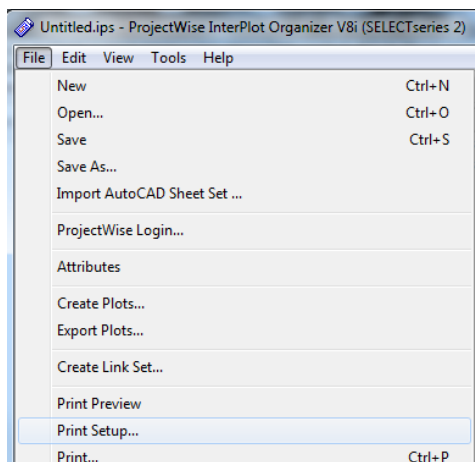 Untitled.ips - ProjectWise InterPlot Organizer V8i (SELECTseries 2)
File Edit View Tools Help
New Ctrl+N
Open... Ctrl+O
Save Ctrl+S
Save As...
Import AutoCAD Sheet Set ...
ProjectWise Login...
Attributes
Create Plots...
Export Plots...
Create Link Set...
Print Preview
Print Setup...
Print... Ctrl+P